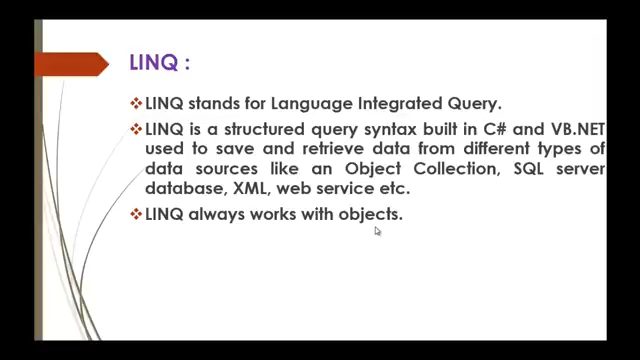 LINQ :
❖LINQ stands for Language Integrated Query.
❖LINQ is a structured query syntax built in C# and VB.NET
used to save and retrieve data from different types of
data sources like an Object Collection, SQL server
database, XML, web service etc.
❖LINQ always works with objects.